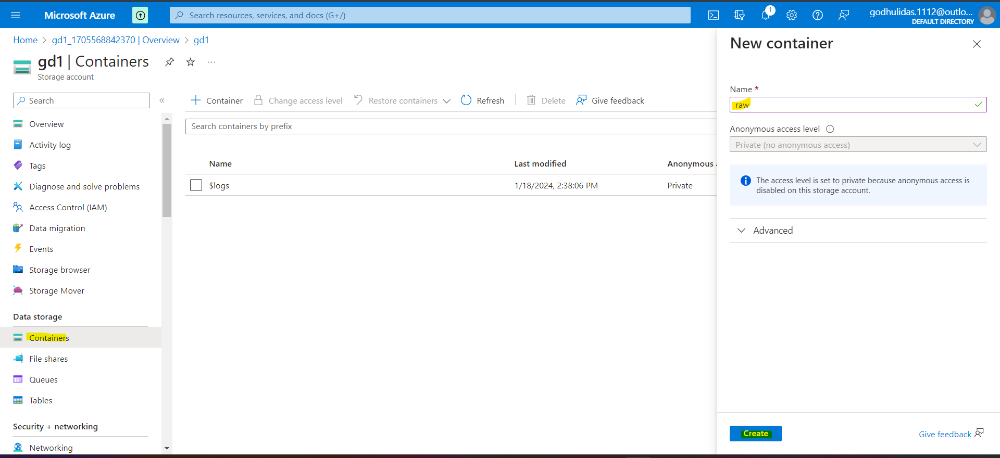 Microsoft Azure
Search resources, services, and docs (G+/)
1
godhulidas.1112@outlo...
DEFAULT DIRECTORY
Home > gd1_1705568842370 | Overview > gd1
gd1 | Containers
Storage account
Search
Overview
Activity log
Tags
Diagnose and solve problems
Access Control (IAM)
Data migration
Events
Storage browser
Storage Mover
Data storage
Containers
File shares
Queues
Tables
Security + networking
Networking
Container Change access level Restore containers Refresh Delete Give feedback
Search containers by prefix
Name Last modified Anonymous
$logs 1/18/2024, 2:38:06 PM Private
New container
Name *
raw
Anonymous access level
Private (no anonymous access)
The access level is set to private because anonymous access is
disabled on this storage account.
Advanced
Create
Give feedback